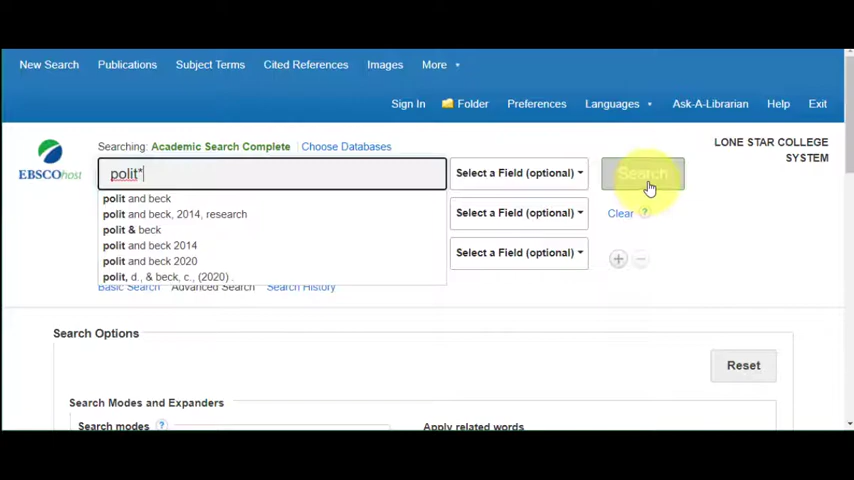 New Search Publications Subject Terms Cited References Images More
Sign In Folder Preferences Languages Ask-A-Librarian Help Exit
EBSCOhost
Searching: Academic Search Complete Choose Databases
LONE STAR COLLEGE
SYSTEM
polit* Select a Field (optional) Search
polit and beck
polit and beck, 2014, research Select a Field (optional) Clear ?
polit & beck
polit and beck 2014 Select a Field (optional)
polit and beck 2020
polit, d., & beck, c., (2020) .
Basic Search Advanced Search Search History
Search Options
Reset
Search Modes and Expanders
Search modes ? Apply related words